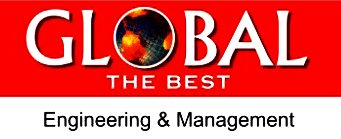 GLOBAL
THE BEST
Engineering & Management